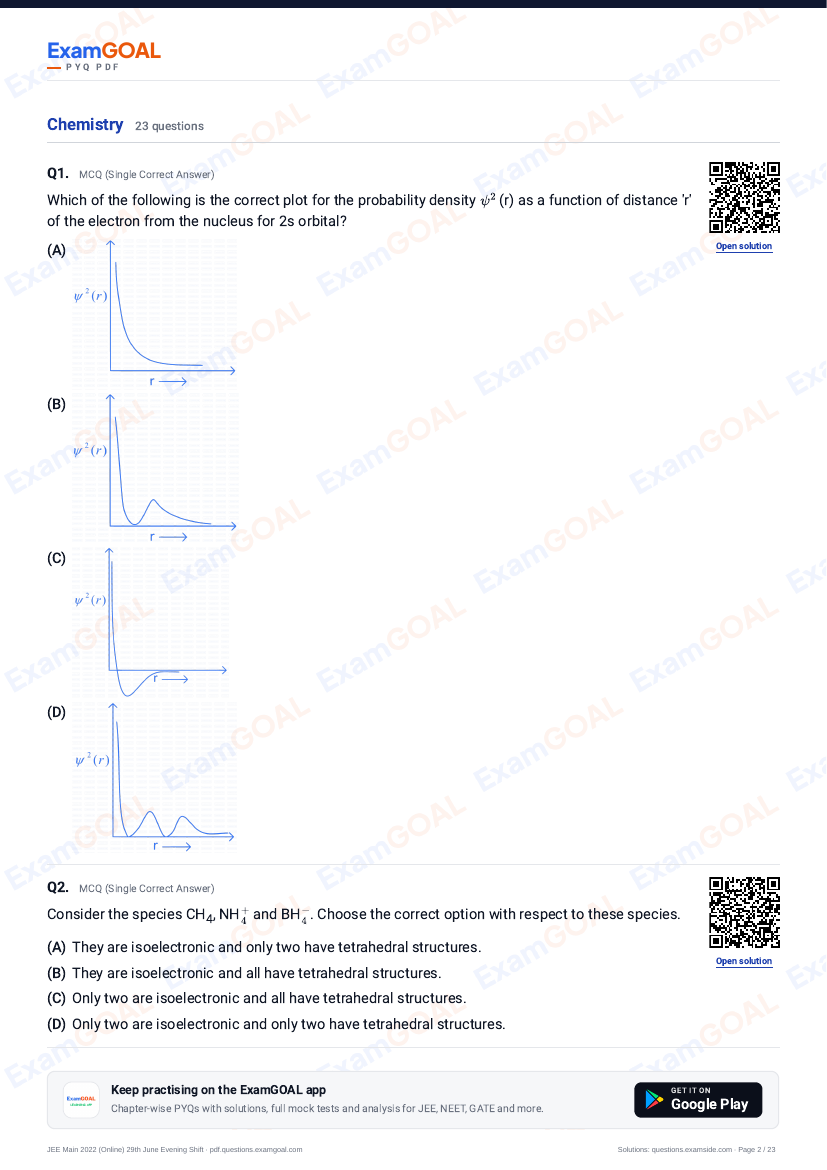 ExamGOAL
PYQ PDF
Chemistry 23 questions
Q1. MCQ (Single Correct Answer)
Which of the following is the correct plot for the probability density ψ² (r) as a function of distance 'r'
of the electron from the nucleus for 2s orbital?
Open solution
(A)
ψ²(r)
r
(B)
ψ²(r)
r
(C)
ψ²(r)
r
(D)
ψ²(r)
r
Q2. MCQ (Single Correct Answer)
Consider the species CH₄, NH₄⁺ and BH₄⁻. Choose the correct option with respect to these species.
Open solution
(A) They are isoelectronic and only two have tetrahedral structures.
(B) They are isoelectronic and all have tetrahedral structures.
(C) Only two are isoelectronic and all have tetrahedral structures.
(D) Only two are isoelectronic and only two have tetrahedral structures.
ExamGOAL
Keep practising on the ExamGOAL app
Chapter-wise PYQs with solutions, full mock tests and analysis for JEE, NEET, GATE and more.
GET IT ON
Google Play
JEE Main 2022 (Online) 29th June Evening Shift · pdf.questions.examgoal.com
Solutions: questions.examside.com · Page 2 / 23